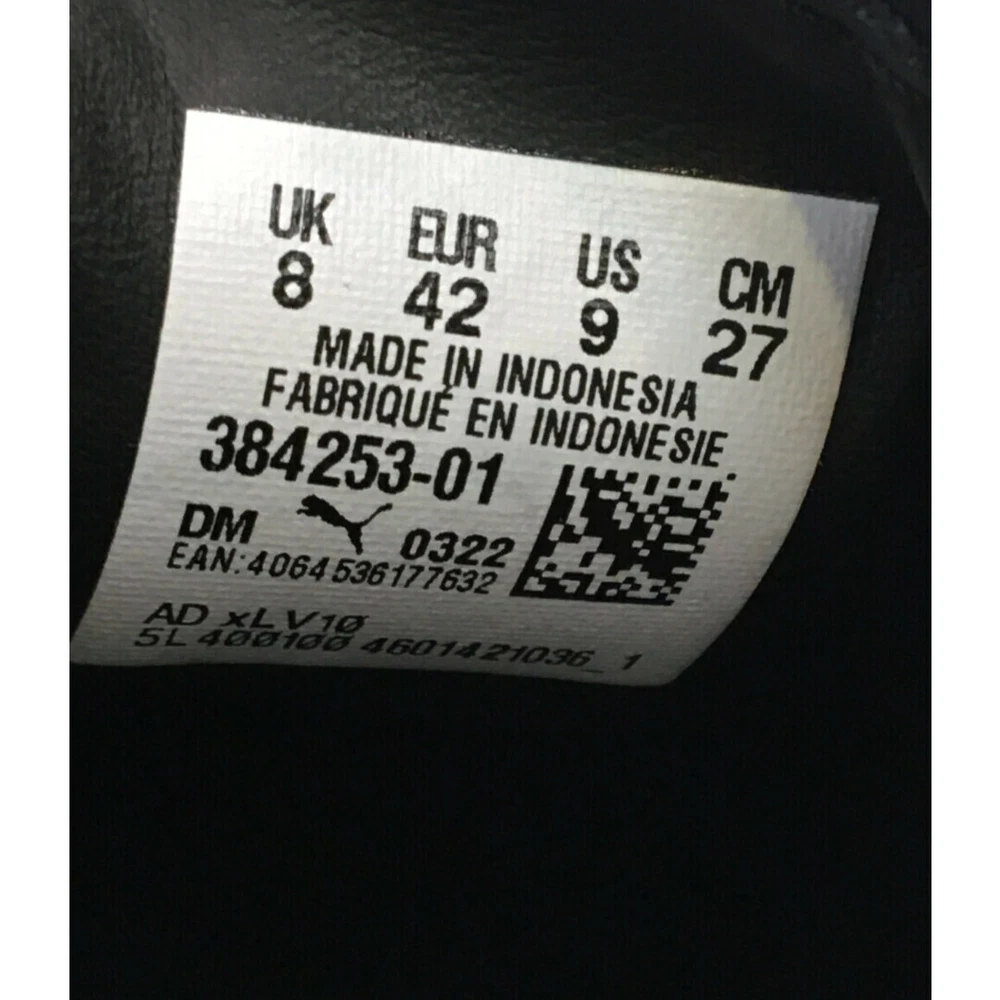 UK EUR US CM
8 42 9 27
MADE IN INDONESIA
FABRIQUÉ EN INDONESIE
384253-01
DM 0322
EAN:4064536177632
AD xLV10
5L 400100 4601421036_1